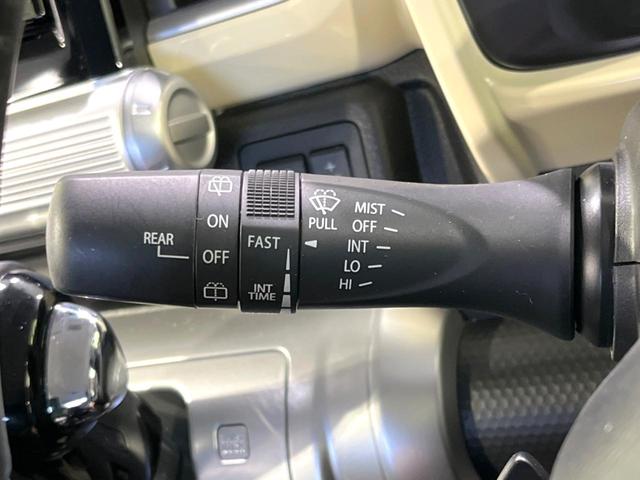 REAR
ON
OFF
FAST
INT
TIME
PULL
MIST
OFF
INT
LO
HI